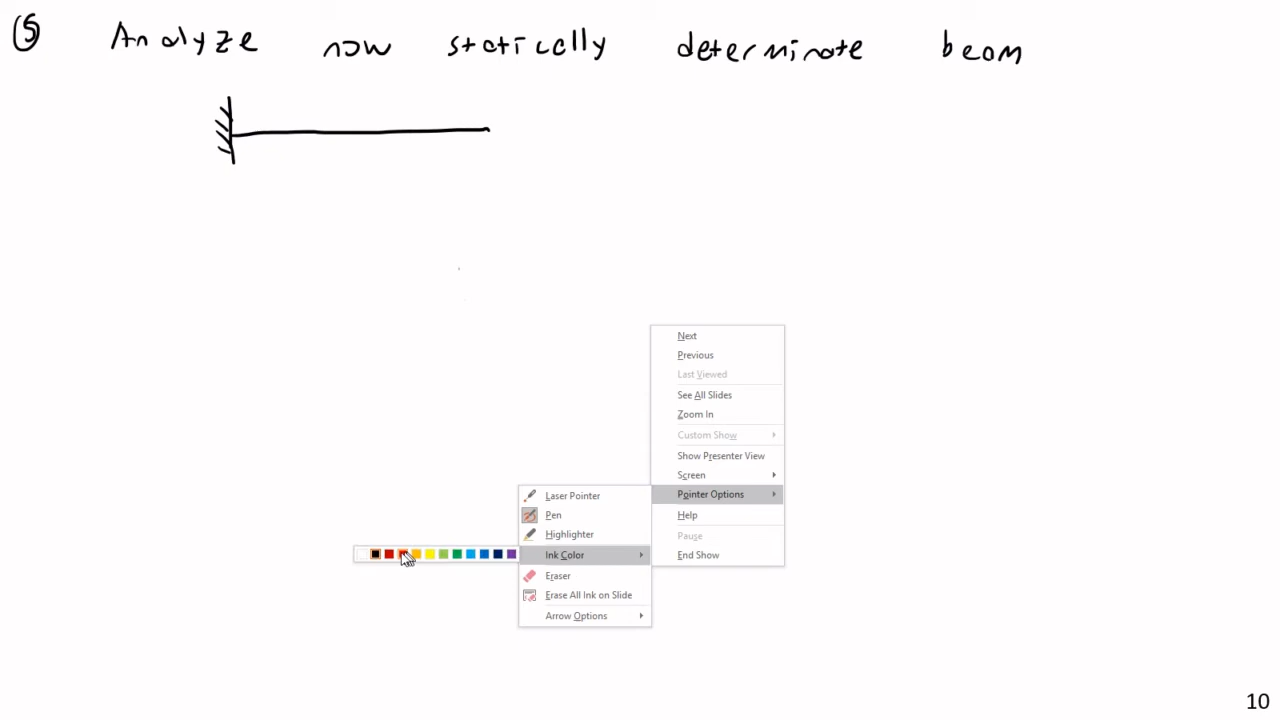 ⑤ Analyze now statically determinate beam
Next
Previous
Last Viewed
See All Slides
Zoom In
Custom Show
Show Presenter View
Screen
Pointer Options
Help
Pause
End Show
Laser Pointer
Pen
Highlighter
Ink Color
Eraser
Erase All Ink on Slide
Arrow Options
10